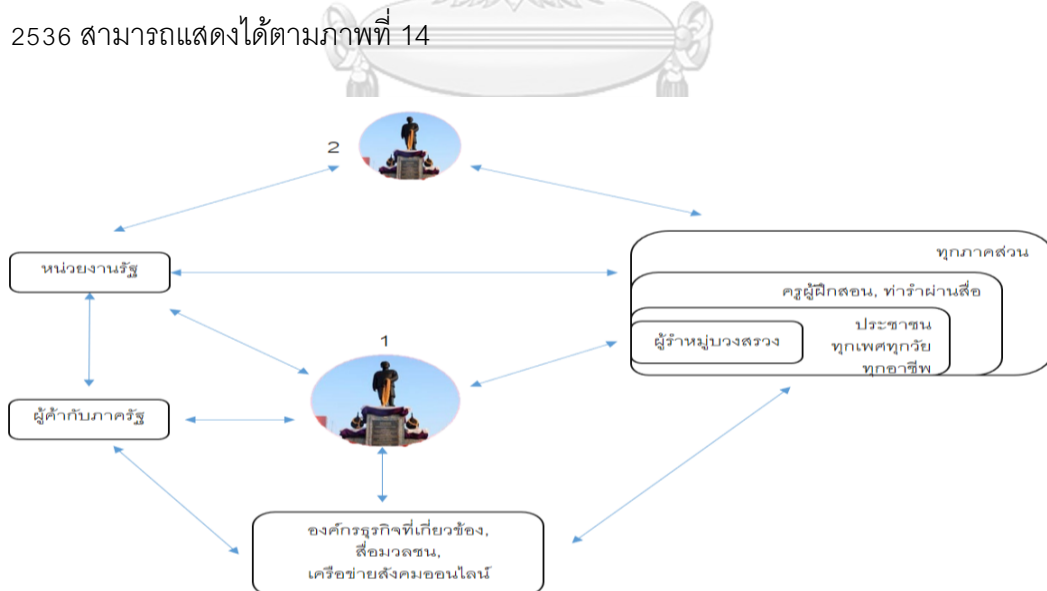 2536 สามารถแสดงได้ตามภาพที่ 14
2
หน่วยงานรัฐ
ทุกภาคส่วน
ครูผู้ฝึกสอน, ท่ารำผ่านสื่อ
ประชาชน
ทุกเพศทุกวัย
ทุกอาชีพ
ผู้รำหมู่บวงสรวง
1
ผู้ค้ากับภาครัฐ
องค์กรธุรกิจที่เกี่ยวข้อง,
สื่อมวลชน,
เครือข่ายสังคมออนไลน์